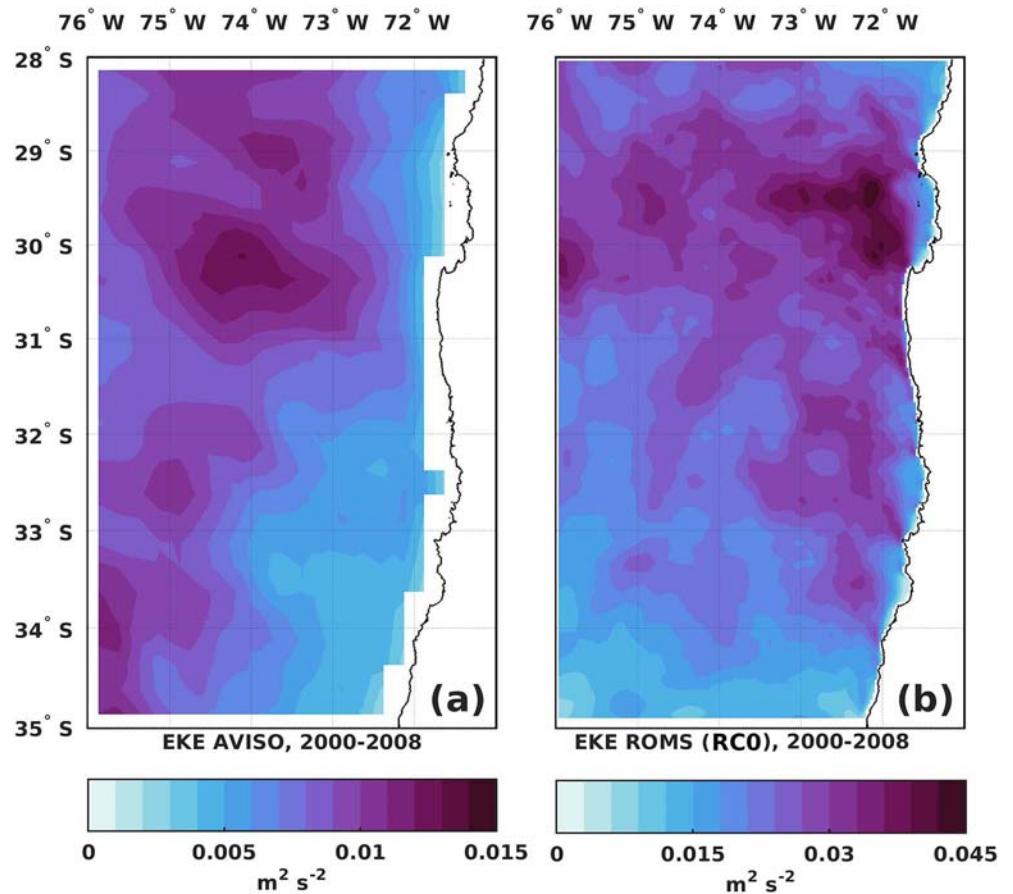 76° W 75° W 74° W 73° W 72° W
76° W 75° W 74° W 73° W 72° W
28° S
29° S
30° S
31° S
32° S
33° S
34° S
35° S
(a)
(b)
EKE AVISO, 2000-2008
EKE ROMS (RC0), 2000-2008
0 0.005 0.01 0.015
m² s⁻²
0 0.015 0.03 0.045
m² s⁻²